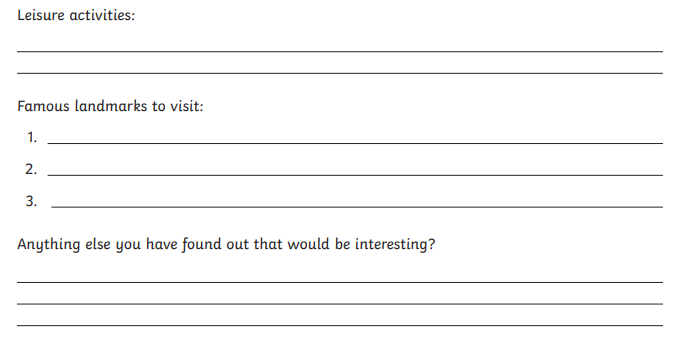 Leisure activities:
Famous landmarks to visit:
1.
2.
3.
Anything else you have found out that would be interesting?